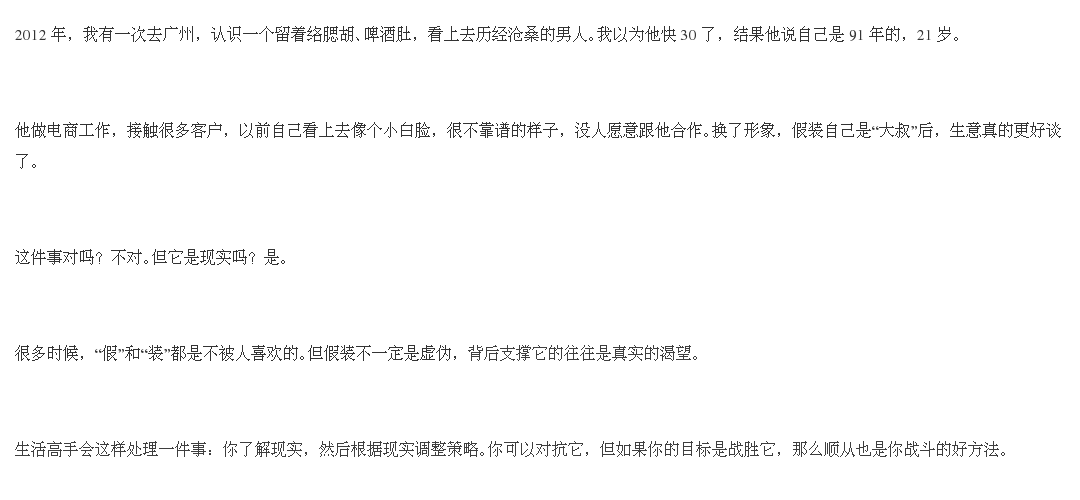 2012 年，我有一次去广州，认识一个留着络腮胡、啤酒肚，看上去历经沧桑的男人。我以为他快 30 了，结果他说自己是 91 年的，21 岁。
他做电商工作，接触很多客户，以前自己看上去像个小白脸，很不靠谱的样子，没人愿意跟他合作。换了形象，假装自己是“大叔”后，生意真的更好谈
了。
这件事对吗？不对。但它是现实吗？是。
很多时候，“假”和“装”都是不被人喜欢的。但假装不一定是虚伪，背后支撑它的往往是真实的渴望。
生活高手会这样处理一件事：你了解现实，然后根据现实调整策略。你可以对抗它，但如果你的目标是战胜它，那么顺从也是你战斗的好方法。